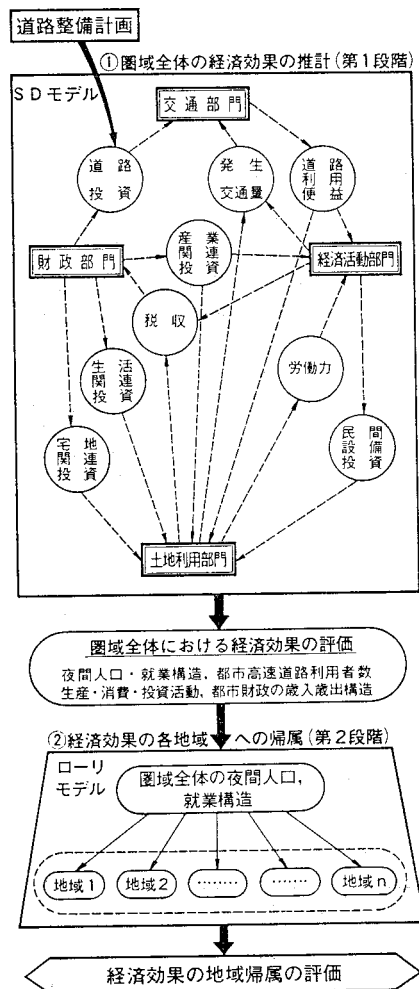 道路整備計画
①圏域全体の経済効果の推計(第1段階)
SDモデル
交通部門
道路
投資
発生
交通量
道路
利用
便益
財政部門
産業
関連
投資
経済活動部門
税収
生活
関連
投資
労働力
宅地
関連
投資
民間
設備
投資
土地利用部門
圏域全体における経済効果の評価
夜間人口・就業構造,都市高速道路利用者数
生産・消費・投資活動,都市財政の歳入歳出構造
②経済効果の各地域への帰属(第2段階)
ローリ
モデル
圏域全体の夜間人口,
就業構造
地域1
地域2
………
………
地域n
経済効果の地域帰属の評価